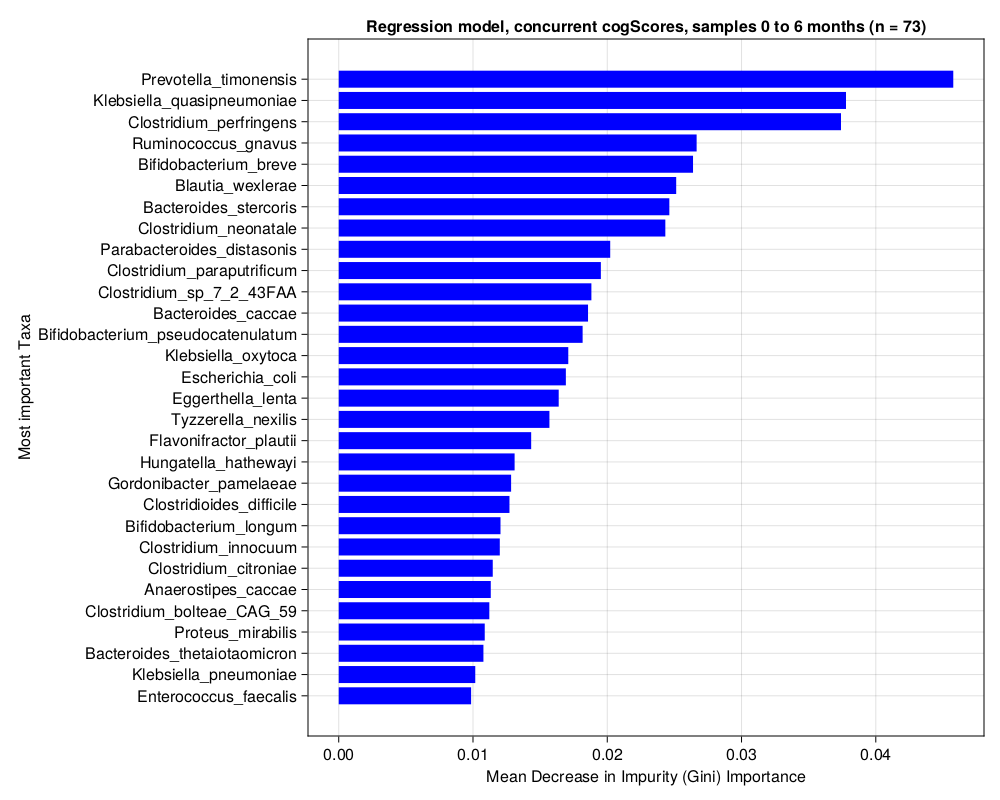 Regression model, concurrent cogScores, samples 0 to 6 months (n = 73)
Most important Taxa
Prevotella_timonensis
Klebsiella_quasipneumoniae
Clostridium_perfringens
Ruminococcus_gnavus
Bifidobacterium_breve
Blautia_wexlerae
Bacteroides_stercoris
Clostridium_neonatale
Parabacteroides_distasonis
Clostridium_paraputrificum
Clostridium_sp_7_2_43FAA
Bacteroides_caccae
Bifidobacterium_pseudocatenulatum
Klebsiella_oxytoca
Escherichia_coli
Eggerthella_lenta
Tyzzerella_nexilis
Flavonifractor_plautii
Hungatella_hathewayi
Gordonibacter_pamelaeae
Clostridioides_difficile
Bifidobacterium_longum
Clostridium_innocuum
Clostridium_citroniae
Anaerostipes_caccae
Clostridium_bolteae_CAG_59
Proteus_mirabilis
Bacteroides_thetaiotaomicron
Klebsiella_pneumoniae
Enterococcus_faecalis
0.00 0.01 0.02 0.03 0.04
Mean Decrease in Impurity (Gini) Importance